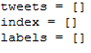 tweets = []
index = []
labels = []